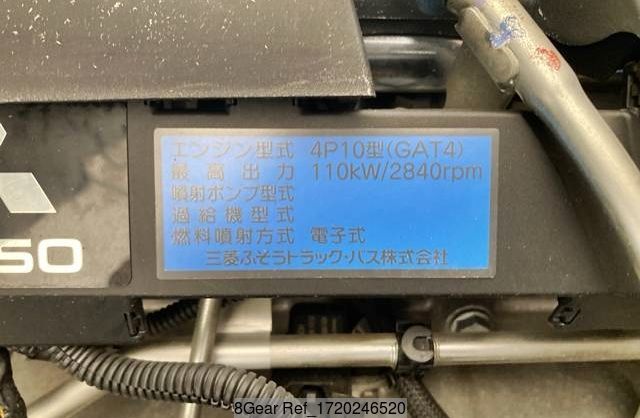 エンジン型式 4P10型(GAT4)
最高出力 110kW/2840rpm
噴射ポンプ型式
過給機型式
燃料噴射方式 電子式
三菱ふそうトラック・バス株式会社
50
8Gear Ref_1720246520